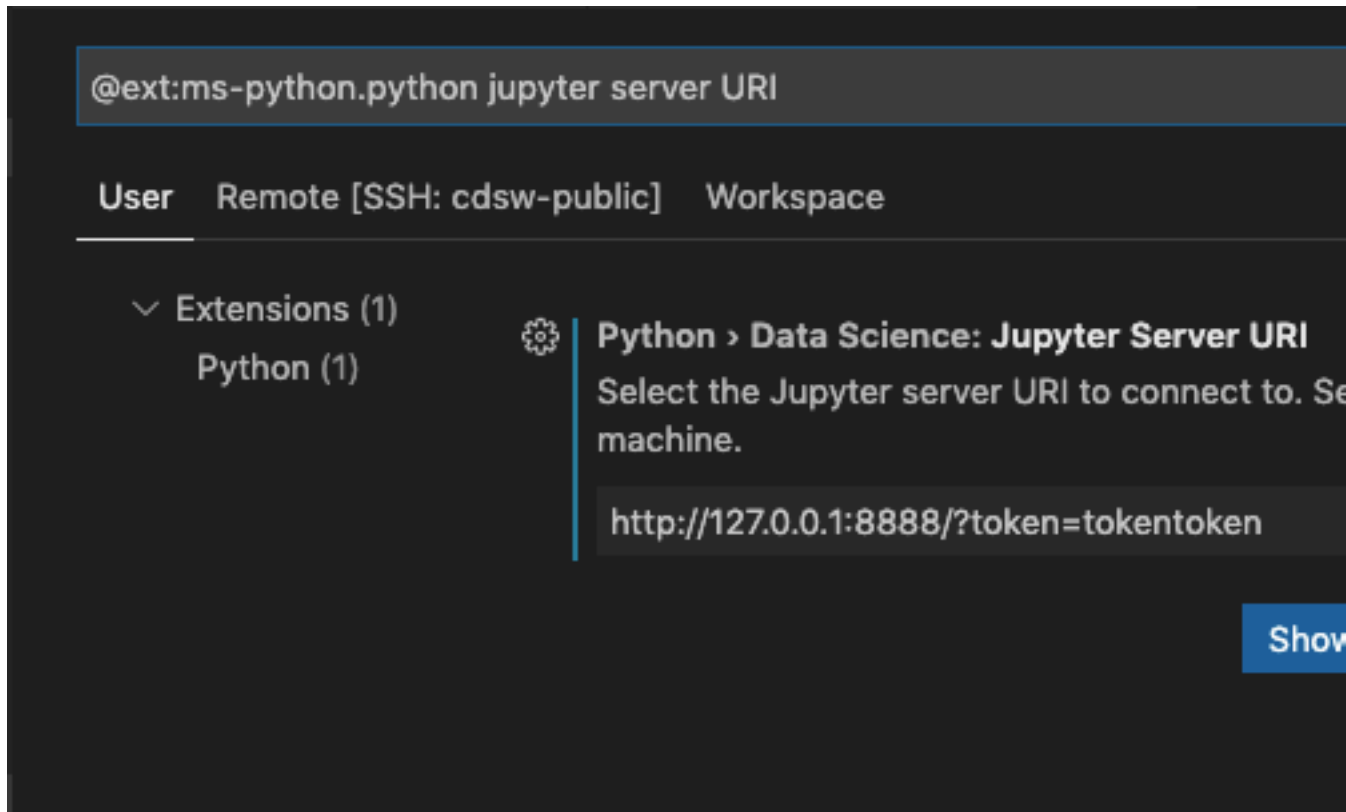 @ext:ms-python.python jupyter server URI
User Remote [SSH: cdsw-public] Workspace
Extensions (1)
Python (1)
Python › Data Science: Jupyter Server URI
Select the Jupyter server URI to connect to. Se
machine.
http://127.0.0.1:8888/?token=tokentoken
Show